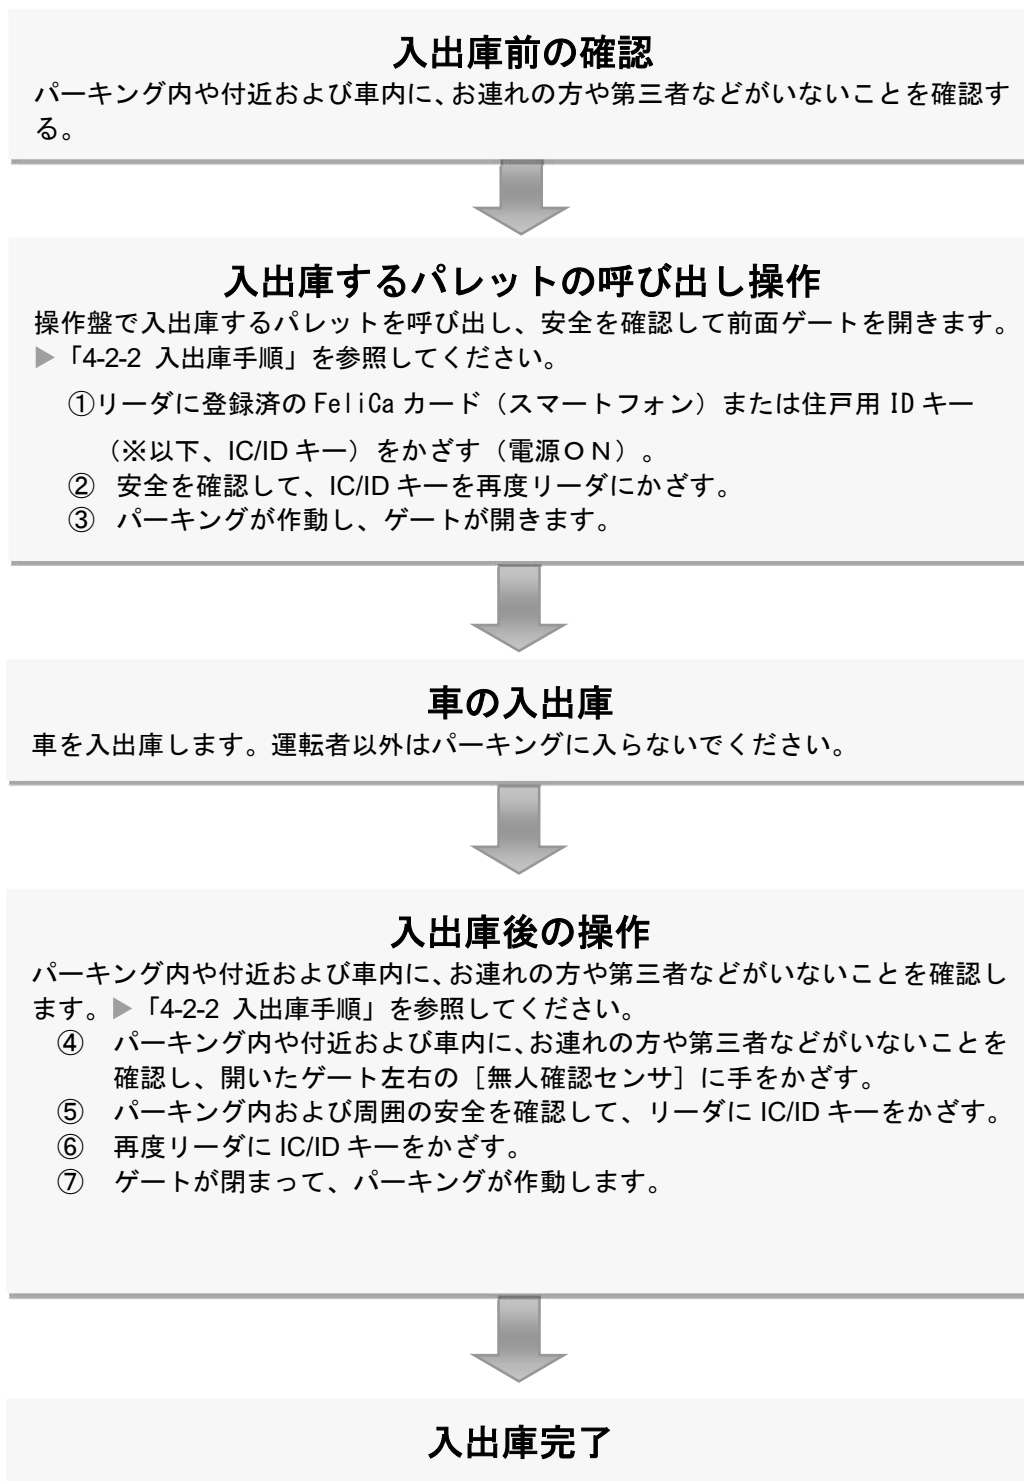 入出庫前の確認
パーキング内や付近および車内に、お連れの方や第三者などがいないことを確認す
る。
入出庫するパレットの呼び出し操作
操作盤で入出庫するパレットを呼び出し、安全を確認して前面ゲートを開きます。
▶「4-2-2 入出庫手順」を参照してください。
①リーダに登録済の FeliCa カード（スマートフォン）または住戸用 ID キー
（※以下、IC/ID キー）をかざす（電源ＯＮ）。
② 安全を確認して、IC/ID キーを再度リーダにかざす。
③ パーキングが作動し、ゲートが開きます。
車の入出庫
車を入出庫します。運転者以外はパーキングに入らないでください。
入出庫後の操作
パーキング内や付近および車内に、お連れの方や第三者などがいないことを確認し
ます。▶「4-2-2 入出庫手順」を参照してください。
④ パーキング内や付近および車内に、お連れの方や第三者などがいないことを
確認し、開いたゲート左右の［無人確認センサ］に手をかざす。
⑤ パーキング内および周囲の安全を確認して、リーダに IC/ID キーをかざす。
⑥ 再度リーダに IC/ID キーをかざす。
⑦ ゲートが閉まって、パーキングが作動します。
入出庫完了